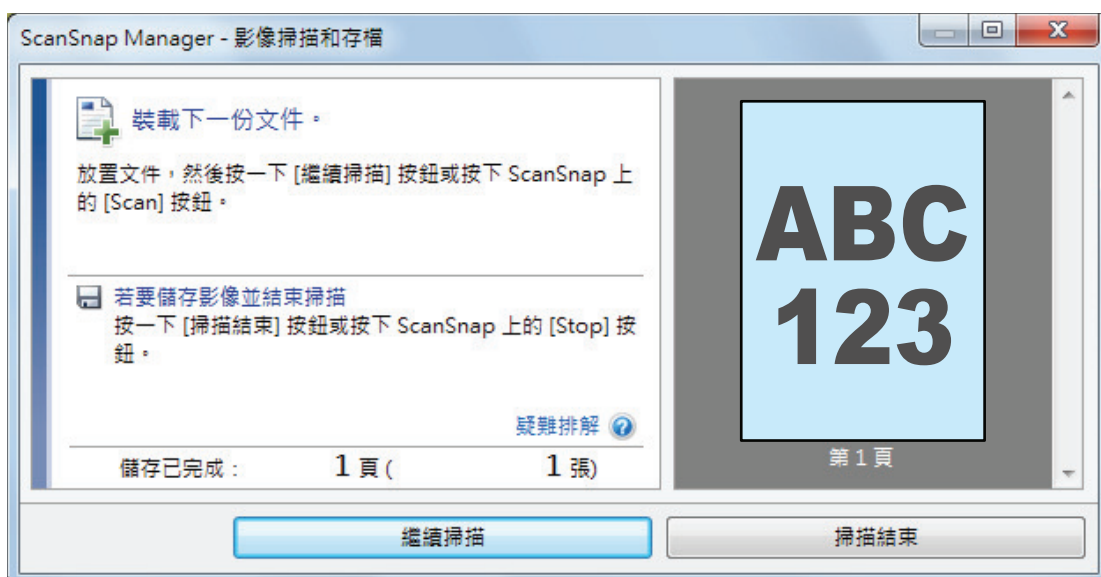 ScanSnap Manager - 影像掃描和存檔
裝載下一份文件。
放置文件，然後按一下 [繼續掃描] 按鈕或按下 ScanSnap 上
的 [Scan] 按鈕。
若要儲存影像並結束掃描
按一下 [掃描結束] 按鈕或按下 ScanSnap 上的 [Stop] 按
鈕。
疑難排解
儲存已完成： 1 頁 ( 1 張)
ABC
123
第 1 頁
繼續掃描
掃描結束